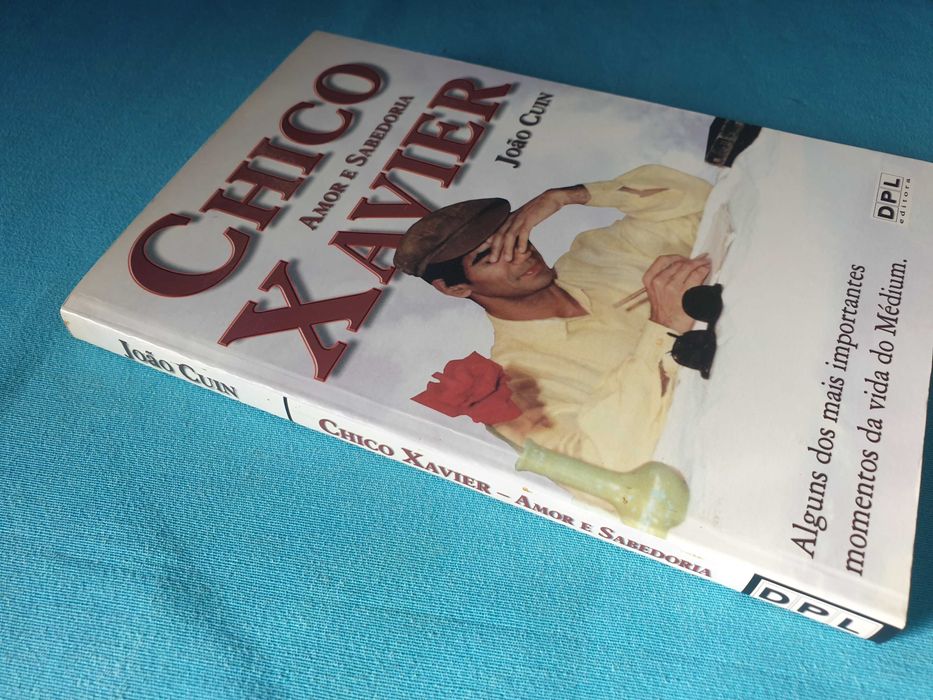 CHICO
AMOR E SABEDORIA
XAVIER
JOÃO CUIN
DPL
editora
Alguns dos mais importantes
momentos da vida do Médium.
JOÃO CUIN
CHICO XAVIER – AMOR E SABEDORIA
DPL